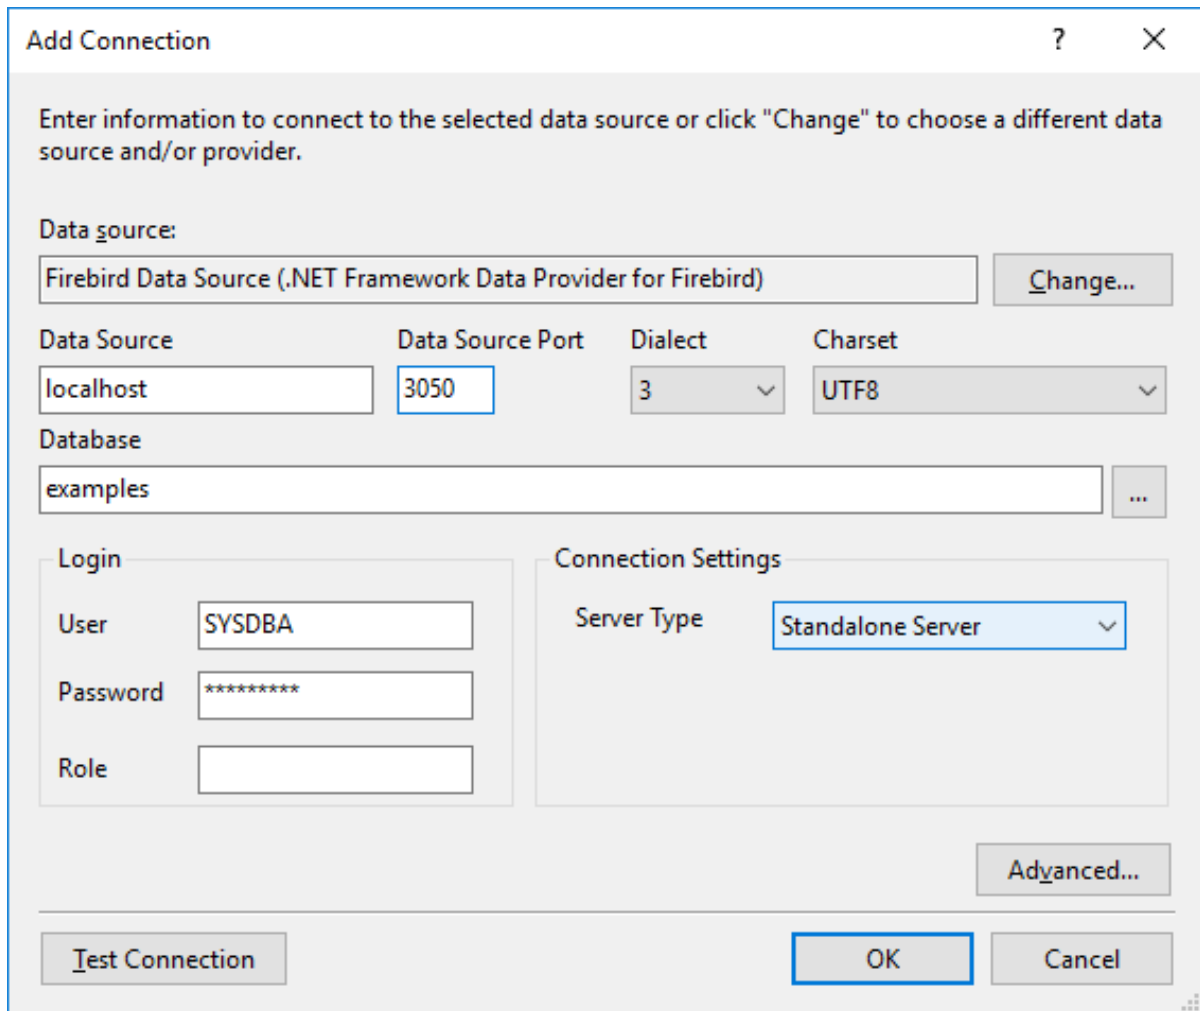 Add Connection ?
Enter information to connect to the selected data source or click "Change" to choose a different data
source and/or provider.
Data source:
Firebird Data Source (.NET Framework Data Provider for Firebird) Change...
Data Source Data Source Port Dialect Charset
localhost 3050 3 UTF8
Database
examples ...
Login Connection Settings
User SYSDBA Server Type Standalone Server
Password *********
Role
Advanced...
Test Connection OK Cancel